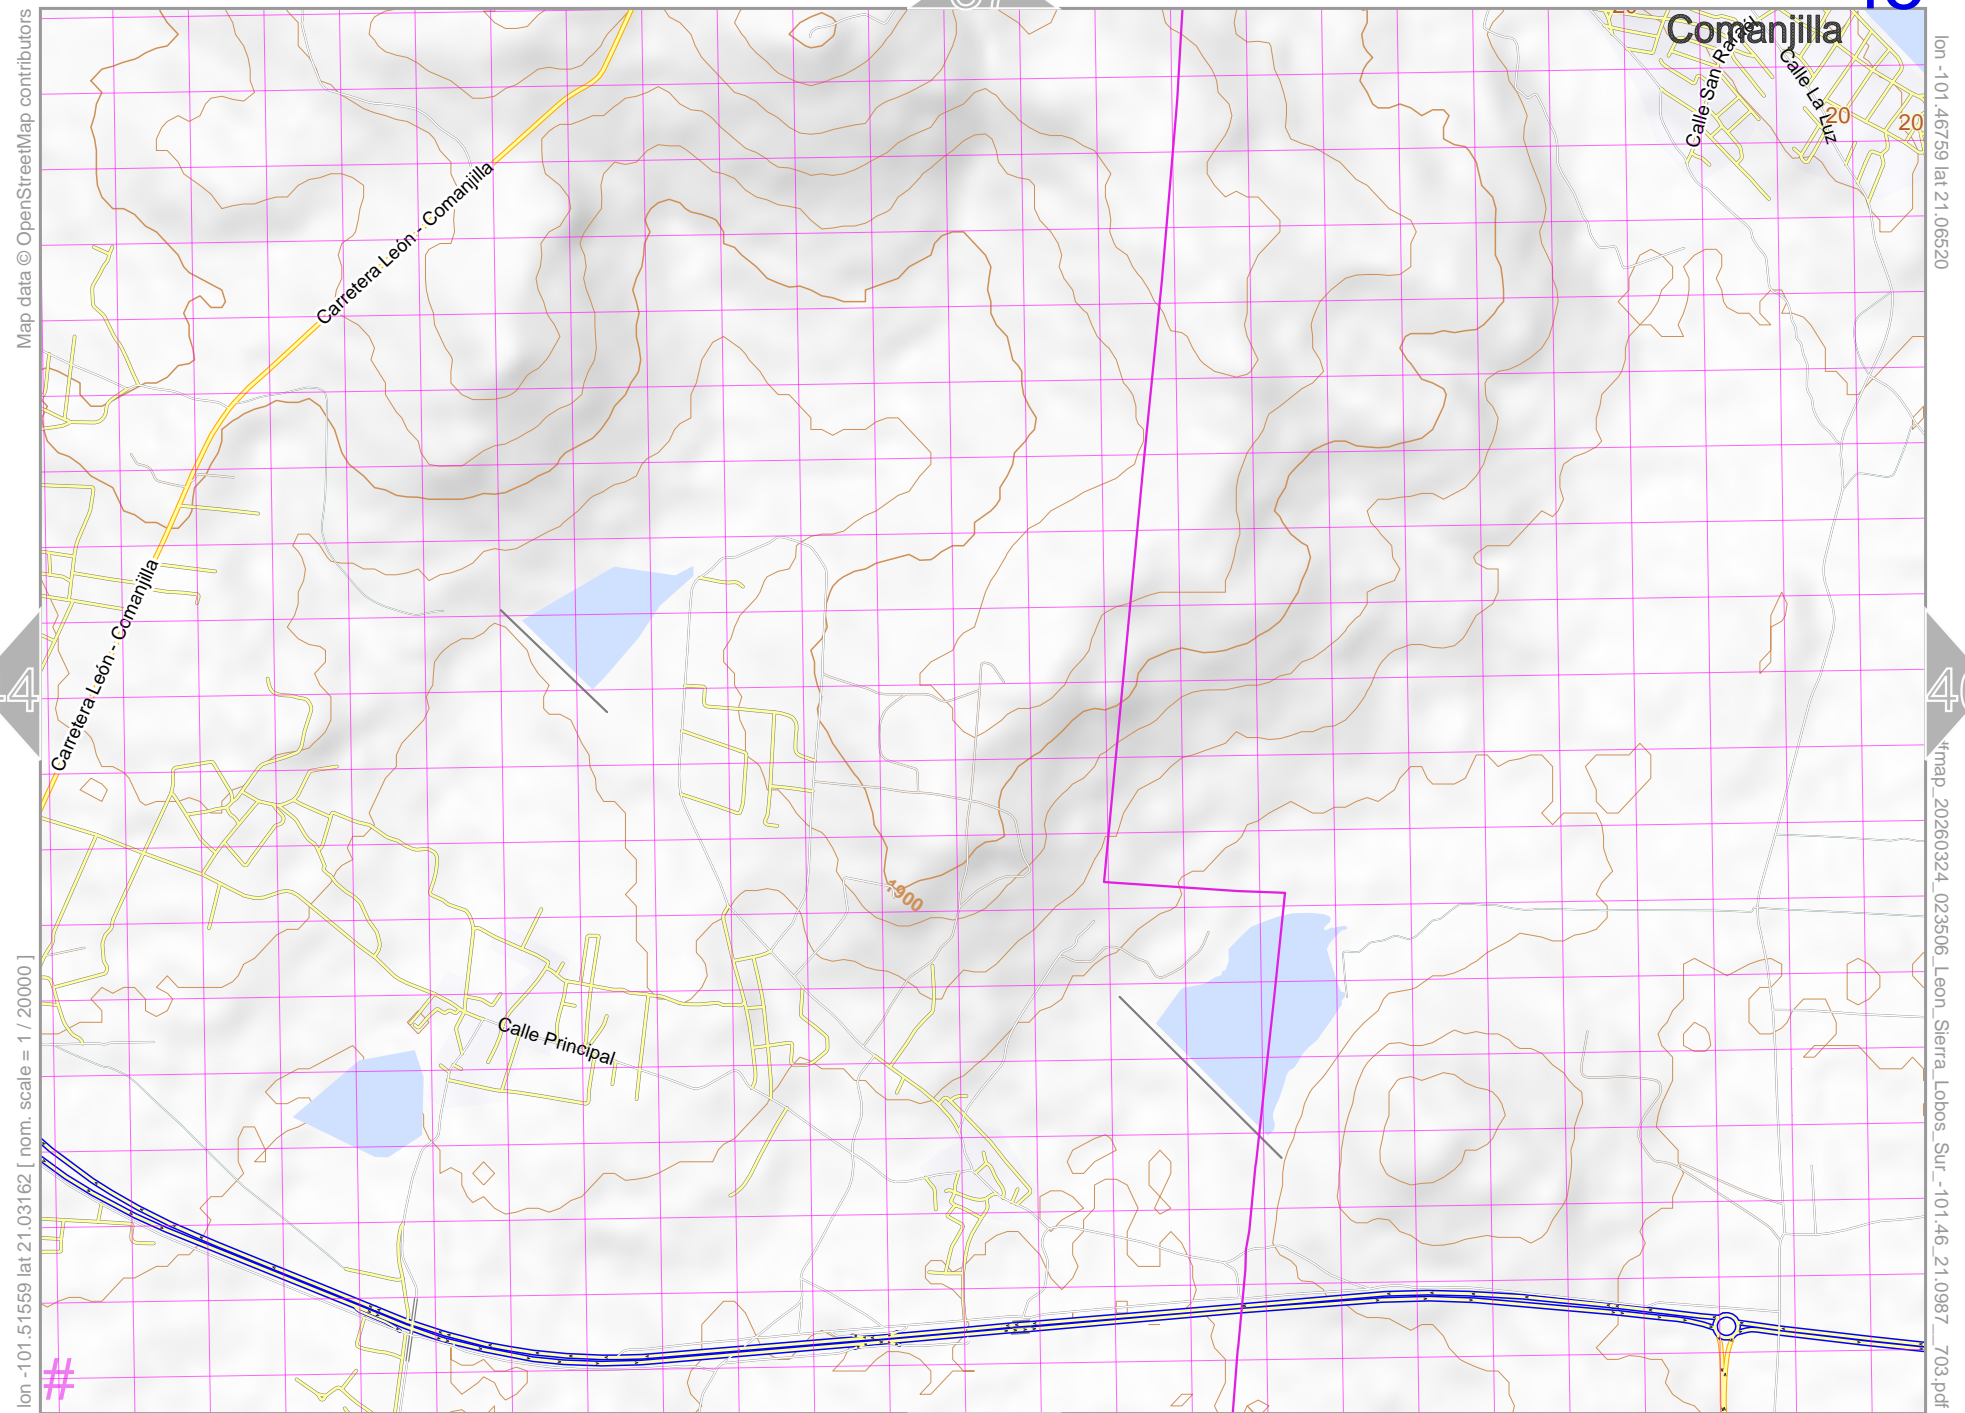 Comanjilla
Calle San Rafael
Calle La Luz
20
20
Carretera León - Comanjilla
Carretera León - Comanjilla
1900
Calle Principal
#
Map data © OpenStreetMap contributors
lon -101.51559 lat 21.03162 [ nom. scale = 1 / 20000 ]
lon -101.46759 lat 21.06520
lfmap_20260324_023506_Leon_Sierra_Lobos_Sur_-101.46_21.0987__703.pdf